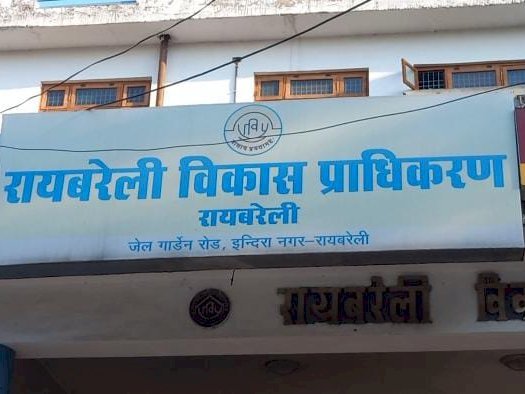 रायबरेली विकास प्राधिकरण
रायबरेली
जेल गार्डेन रोड, इन्दिरा नगर-रायबरेली
रायबरेली